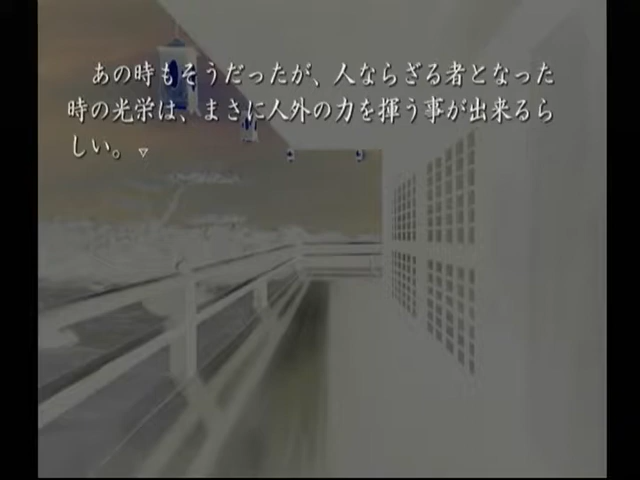 あの時もそうだったが、人ならざる者となった
時の光栄は、まさに人外の力を揮う事が出来るら
しい。▿